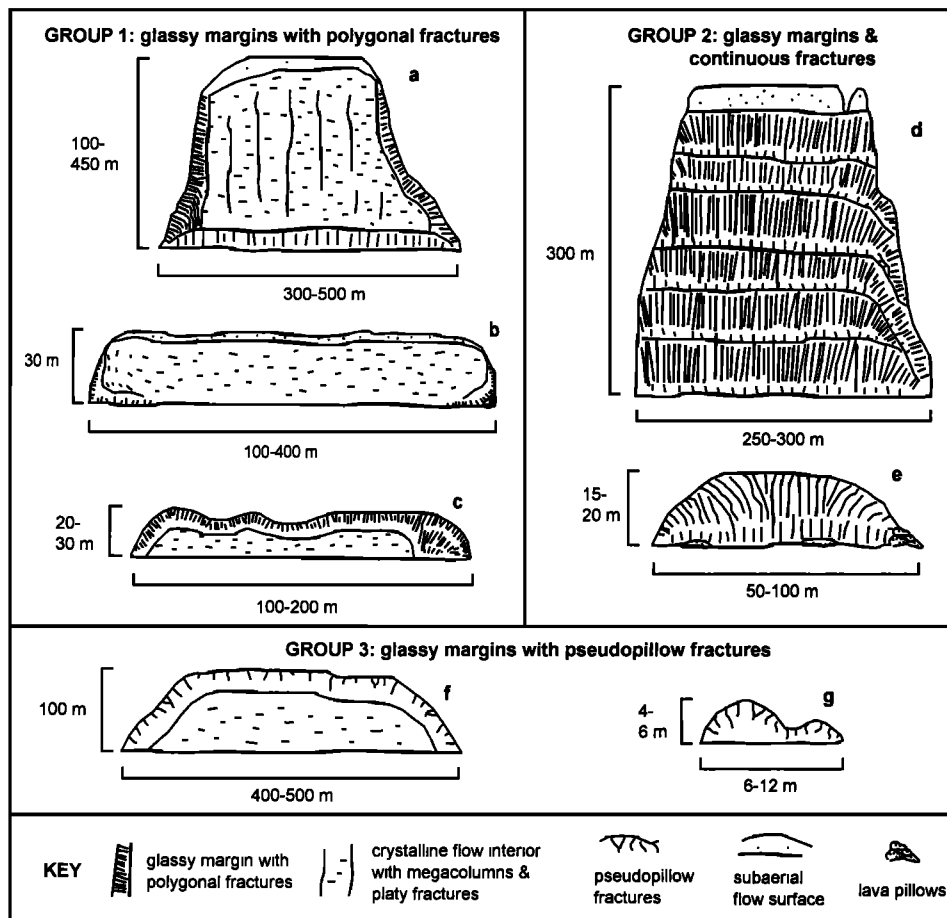 GROUP 1: glassy margins with polygonal fractures
a
100-
450 m
300-500 m
b
30 m
100-400 m
c
20-
30 m
100-200 m
GROUP 2: glassy margins &
continuous fractures
d
300 m
250-300 m
e
15-
20 m
50-100 m
GROUP 3: glassy margins with pseudopillow fractures
f
100 m
400-500 m
g
4-
6 m
6-12 m
KEY
glassy margin with
polygonal fractures
crystalline flow interior
with megacolumns &
platy fractures
pseudopillow
fractures
subaerial
flow surface
lava pillows